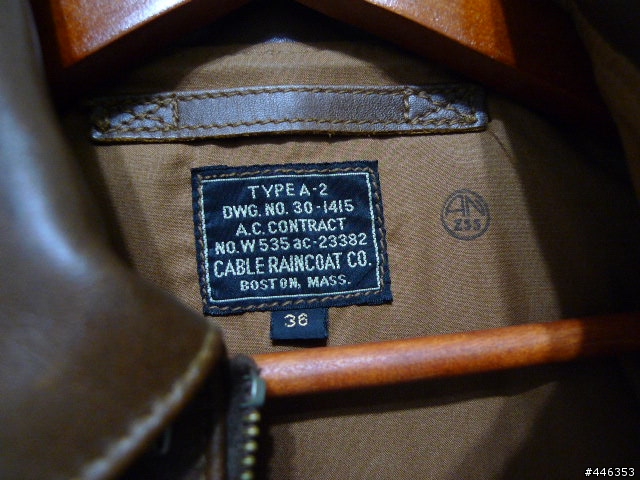 TYPE A-2
DWG. NO. 30-1415
A.C. CONTRACT
NO. W 535 ac-23382
CABLE RAINCOAT CO.
BOSTON, MASS.
36
AN
255
#446353